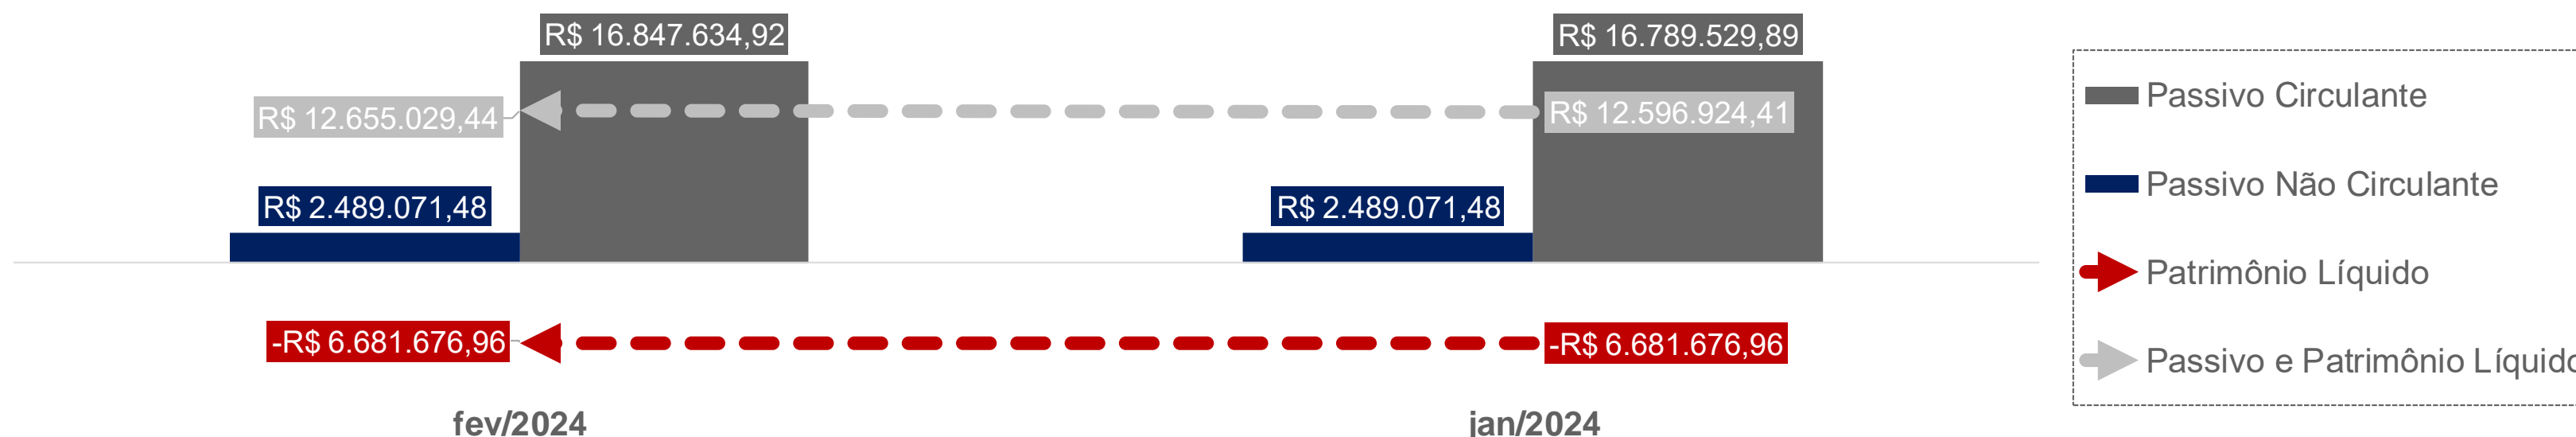 R$ 16.847.634,92
R$ 16.789.529,89
R$ 12.655.029,44
R$ 12.596.924,41
R$ 2.489.071,48
R$ 2.489.071,48
-R$ 6.681.676,96
-R$ 6.681.676,96
fev/2024
jan/2024
Passivo Circulante
Passivo Não Circulante
Patrimônio Líquido
Passivo e Patrimônio Líquido